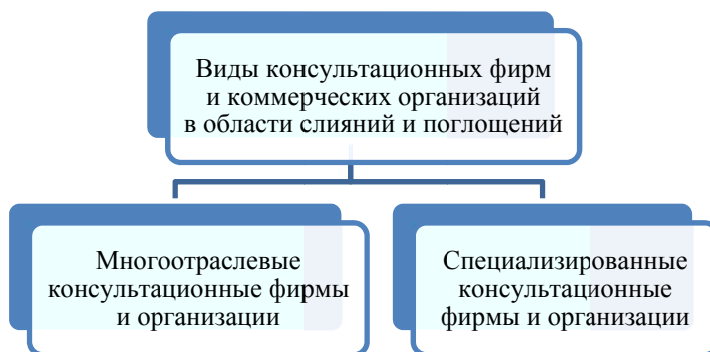 Виды консультационных фирм
и коммерческих организаций
в области слияний и поглощений
Многоотраслевые
консультационные фирмы
и организации
Специализированные
консультационные
фирмы и организации